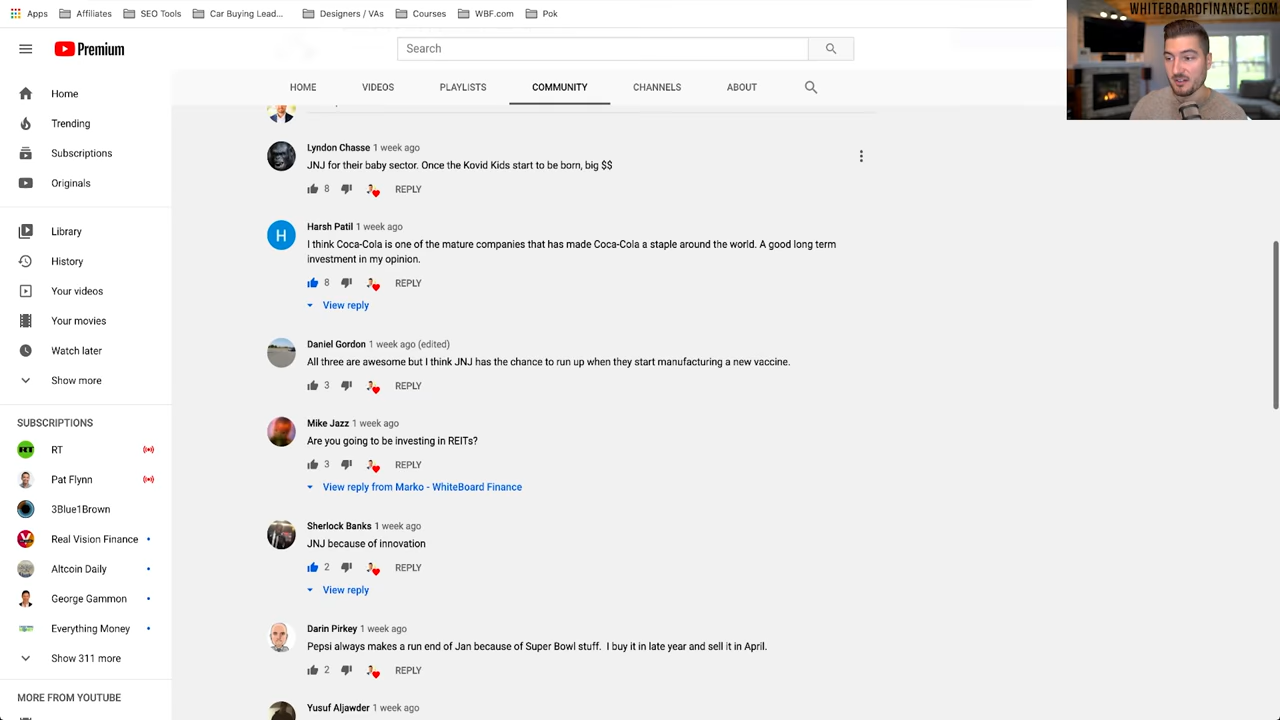 Apps Affiliates SEO Tools Car Buying Lead... Designers / VAs Courses WBF.com Pok
WHITEBOARDFINANCE.COM
Premium
Search
HOME VIDEOS PLAYLISTS COMMUNITY CHANNELS ABOUT
Home
Trending
Subscriptions
Originals
Library
History
Your videos
Your movies
Watch later
Show more
SUBSCRIPTIONS
RT
Pat Flynn
3Blue1Brown
Real Vision Finance
Altcoin Daily
George Gammon
Everything Money
Show 311 more
MORE FROM YOUTUBE
Lyndon Chasse 1 week ago
JNJ for their baby sector. Once the Kovid Kids start to be born, big $$
8 REPLY
H
Harsh Patil 1 week ago
I think Coca-Cola is one of the mature companies that has made Coca-Cola a staple around the world. A good long term
investment in my opinion.
8 REPLY
View reply
Daniel Gordon 1 week ago (edited)
All three are awesome but I think JNJ has the chance to run up when they start manufacturing a new vaccine.
3 REPLY
Mike Jazz 1 week ago
Are you going to be investing in REITs?
3 REPLY
View reply from Marko - WhiteBoard Finance
Sherlock Banks 1 week ago
JNJ because of innovation
2 REPLY
View reply
Darin Pirkey 1 week ago
Pepsi always makes a run end of Jan because of Super Bowl stuff. I buy it in late year and sell it in April.
2 REPLY
Yusuf Aljawder 1 week ago